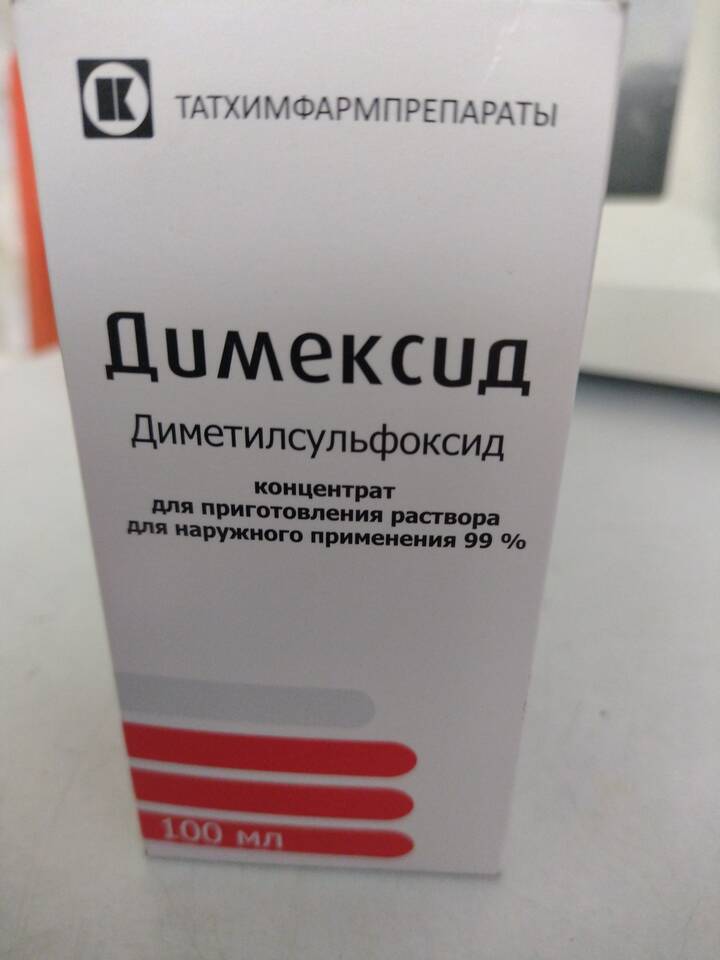 ТАТХИМФАРМПРЕПАРАТЫ
Димексид
Диметилсульфоксид
концентрат
для приготовления раствора
для наружного применения 99 %
100 мл